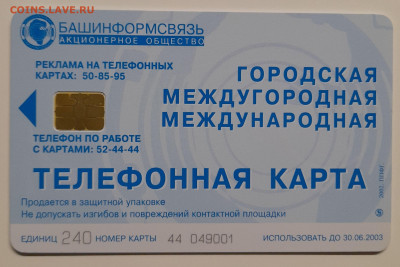 COINS.LAV.RU
БАШИНФОРМСВЯЗЬ
АКЦИОНЕРНОЕ ОБЩЕСТВО
РЕКЛАМА НА ТЕЛЕФОННЫХ
КАРТАХ: 50-85-95
ГОРОДСКАЯ
МЕЖДУГОРОДНАЯ
МЕЖДУНАРОДНАЯ
ТЕЛЕФОН ПО РАБОТЕ
С КАРТАМИ: 52-44-44
ТЕЛЕФОННАЯ КАРТА
Продается в защитной упаковке
Не допускать изгибов и повреждений контактной площадки
ЕДИНИЦ 240 НОМЕР КАРТЫ 44 049001 ИСПОЛЬЗОВАТЬ ДО 30.06.2003